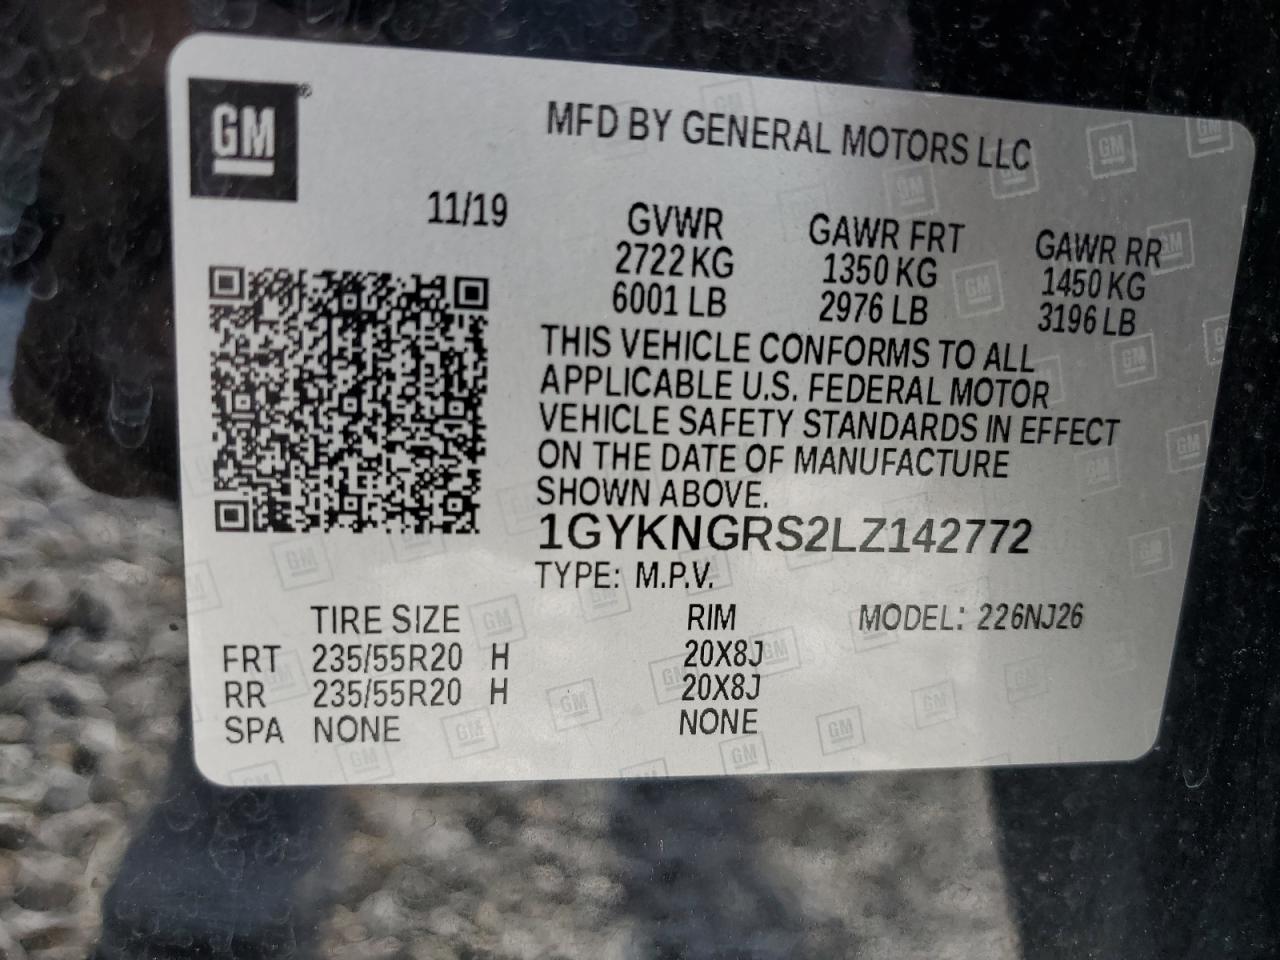 GM
MFD BY GENERAL MOTORS LLC
11/19
GVWR
2722 KG
6001 LB
GAWR FRT
1350 KG
2976 LB
GAWR RR
1450 KG
3196 LB
THIS VEHICLE CONFORMS TO ALL
APPLICABLE U.S. FEDERAL MOTOR
VEHICLE SAFETY STANDARDS IN EFFECT
ON THE DATE OF MANUFACTURE
SHOWN ABOVE.
1GYKNGRS2LZ142772
TYPE: M.P.V.
TIRE SIZE RIM MODEL: 226NJ26
FRT 235/55R20 H 20X8J
RR 235/55R20 H 20X8J
SPA NONE NONE